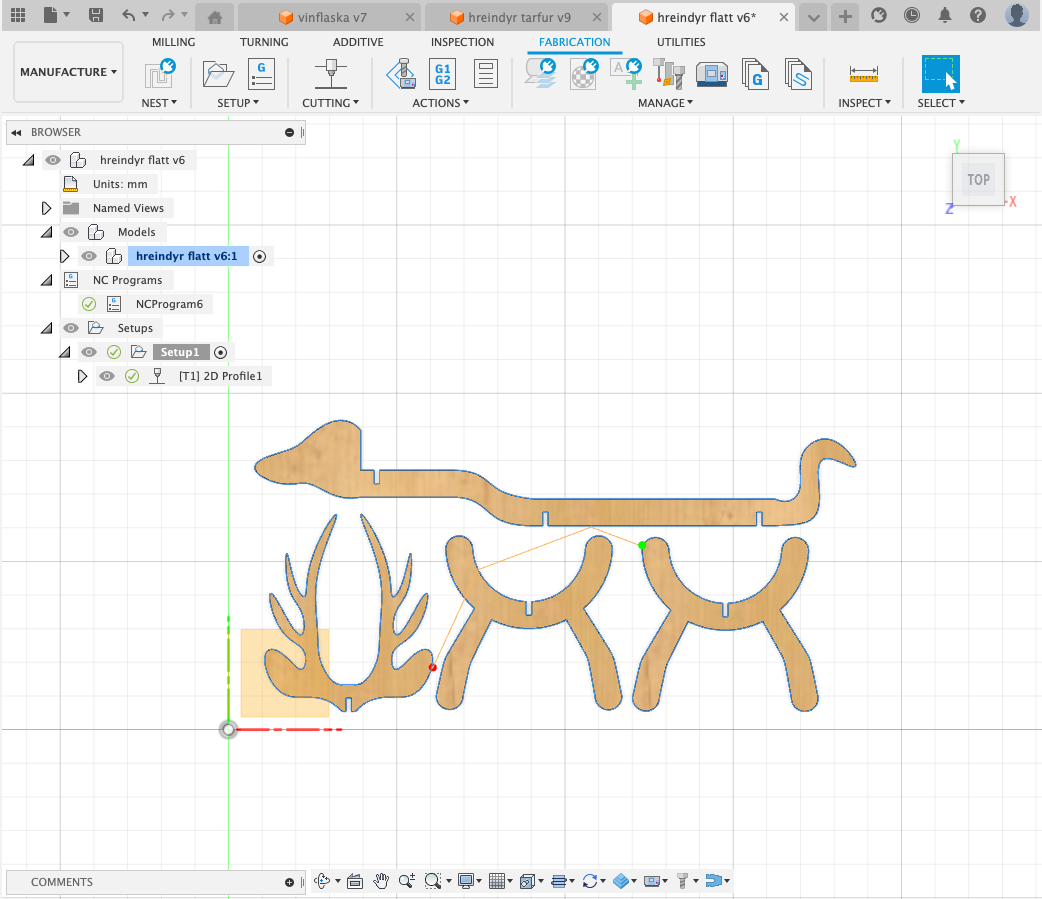 vinflaska v7
hreindyr tarfur v9
hreindyr flatt v6*
MILLING TURNING ADDITIVE INSPECTION FABRICATION UTILITIES
MANUFACTURE
G
G1
G2
A
G
S
NEST SETUP CUTTING ACTIONS MANAGE INSPECT SELECT
BROWSER
hreindyr flatt v6
Units: mm
Named Views
Models
hreindyr flatt v6:1
NC Programs
NCProgram6
Setups
Setup1
[T1] 2D Profile1
Y
TOP
X
Z
COMMENTS